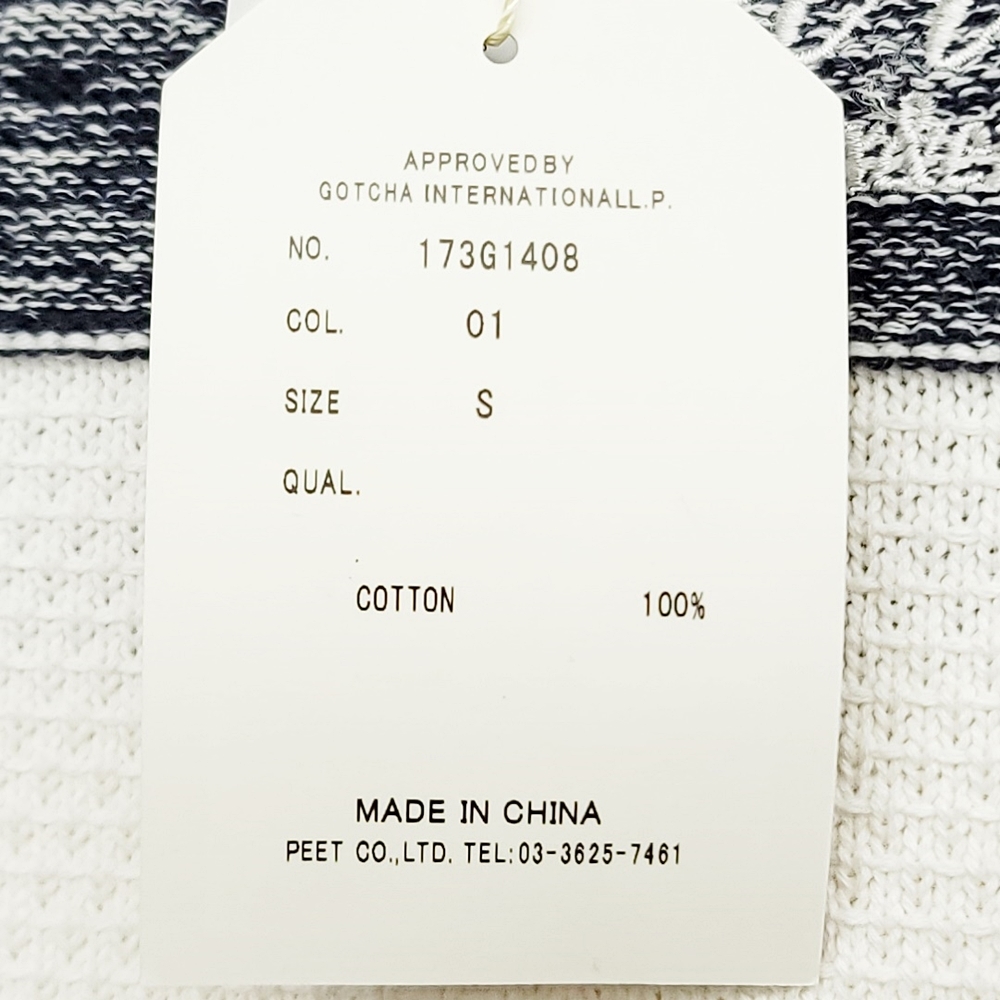 APPROVEDBY
GOTCHA INTERNATIONALL.P.
NO. 173G1408
COL. 01
SIZE S
QUAL.
COTTON 100%
MADE IN CHINA
PEET CO.,LTD. TEL:03-3625-7461